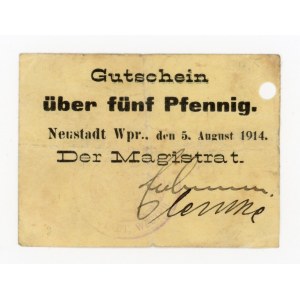 Gutschein
über fünf Pfennig.
Neustadt Wpr., den 5. August 1914.
Der Magistrat.